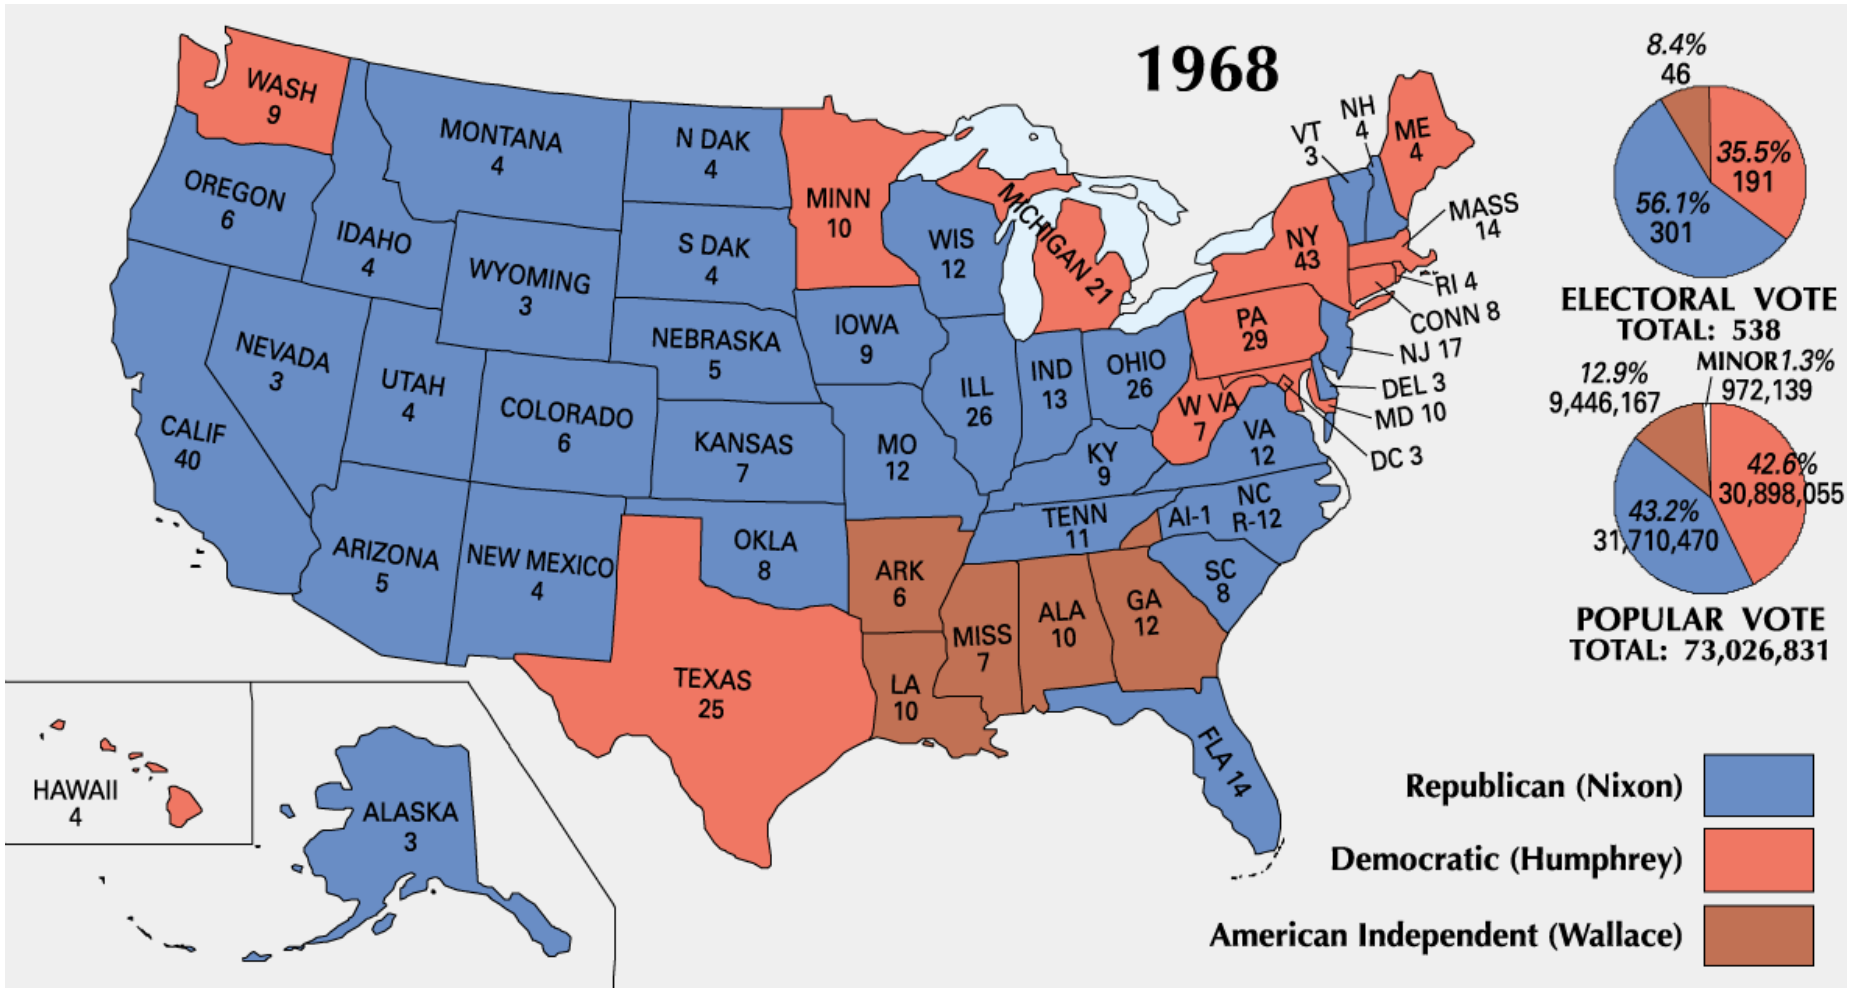 1968
WASH
9
OREGON
6
CALIF
40
NEVADA
3
IDAHO
4
MONTANA
4
WYOMING
3
UTAH
4
COLORADO
6
ARIZONA
5
NEW MEXICO
4
N DAK
4
S DAK
4
NEBRASKA
5
KANSAS
7
OKLA
8
TEXAS
25
MINN
10
IOWA
9
MO
12
ARK
6
LA
10
WIS
12
ILL
26
MICHIGAN 21
IND
13
OHIO
26
KY
9
TENN
11
MISS
7
ALA
10
GA
12
FLA 14
SC
8
NC
AI-1 R-12
VA
12
W VA
7
PA
29
NY
43
VT
3
NH
4
ME
4
MASS
14
RI 4
CONN 8
NJ 17
DEL 3
MD 10
DC 3
HAWAII
4
ALASKA
3
8.4%
46
35.5%
191
56.1%
301
ELECTORAL VOTE
TOTAL: 538
MINOR 1.3%
972,139
12.9%
9,446,167
42.6%
30,898,055
43.2%
31,710,470
POPULAR VOTE
TOTAL: 73,026,831
Republican (Nixon)
Democratic (Humphrey)
American Independent (Wallace)